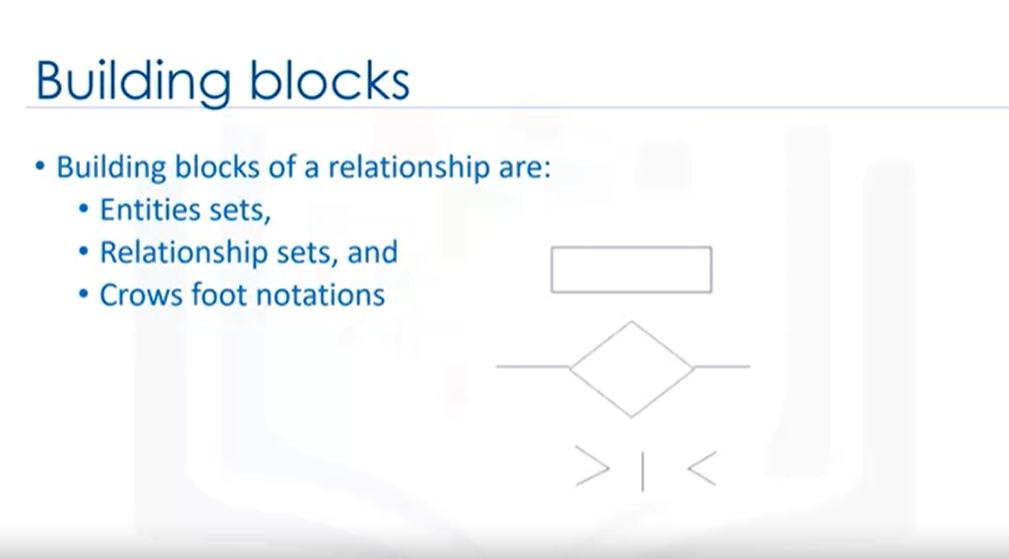 Building blocks
• Building blocks of a relationship are:
• Entities sets,
• Relationship sets, and
• Crows foot notations